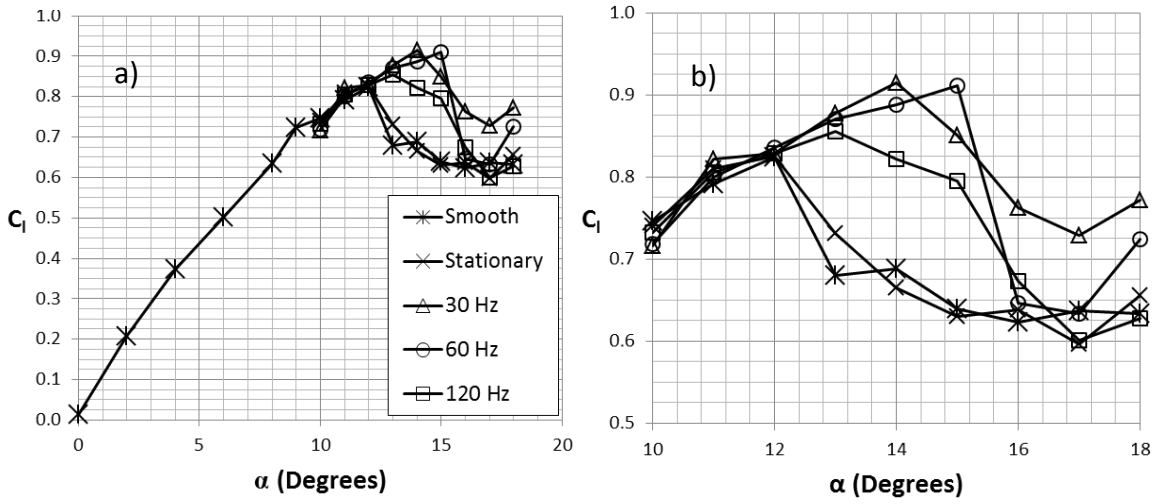 a)
1.0
0.9
0.8
0.7
0.6
0.5
0.4
0.3
0.2
0.1
0.0
Cl
0 5 10 15 20
α (Degrees)
Smooth
Stationary
30 Hz
60 Hz
120 Hz
b)
1.0
0.9
0.8
0.7
0.6
0.5
Cl
10 12 14 16 18
α (Degrees)